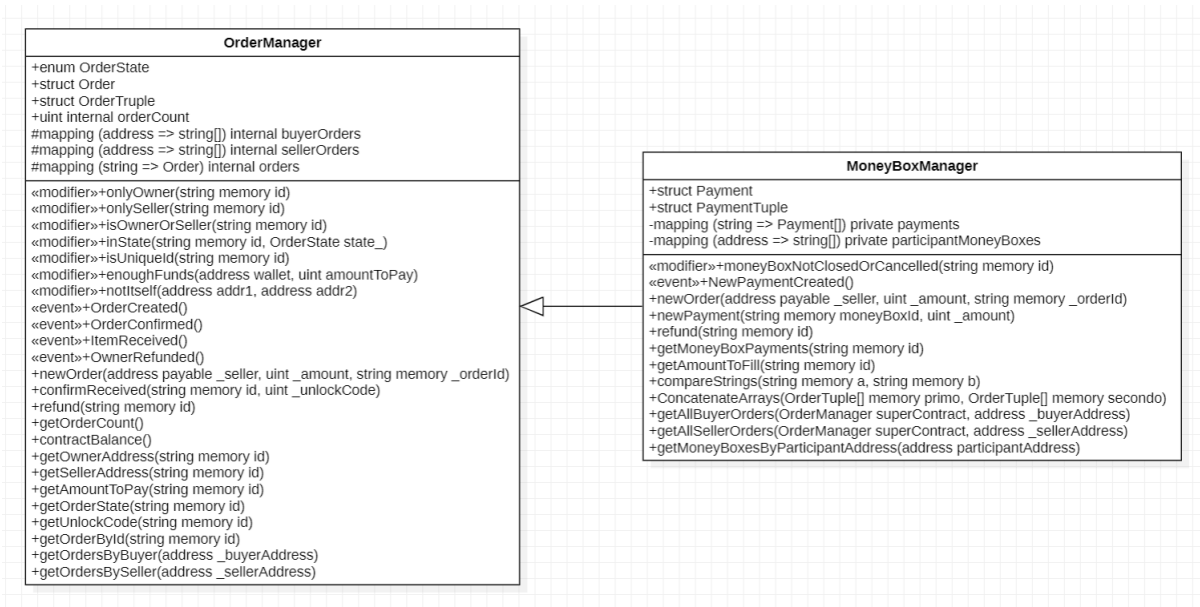 OrderManager
+enum OrderState
+struct Order
+struct OrderTruple
+uint internal orderCount
#mapping (address => string[]) internal buyerOrders
#mapping (address => string[]) internal sellerOrders
#mapping (string => Order) internal orders
«modifier»+onlyOwner(string memory id)
«modifier»+onlySeller(string memory id)
«modifier»+isOwnerOrSeller(string memory id)
«modifier»+inState(string memory id, OrderState state_)
«modifier»+isUniqueId(string memory id)
«modifier»+enoughFunds(address wallet, uint amountToPay)
«modifier»+notItself(address addr1, address addr2)
«event»+OrderCreated()
«event»+OrderConfirmed()
«event»+ItemReceived()
«event»+OwnerRefunded()
+newOrder(address payable _seller, uint _amount, string memory _orderId)
+confirmReceived(string memory id, uint _unlockCode)
+refund(string memory id)
+getOrderCount()
+contractBalance()
+getOwnerAddress(string memory id)
+getSellerAddress(string memory id)
+getAmountToPay(string memory id)
+getOrderState(string memory id)
+getUnlockCode(string memory id)
+getOrderById(string memory id)
+getOrdersByBuyer(address _buyerAddress)
+getOrdersBySeller(address _sellerAddress)
MoneyBoxManager
+struct Payment
+struct PaymentTuple
-mapping (string => Payment[]) private payments
-mapping (address => string[]) private participantMoneyBoxes
«modifier»+moneyBoxNotClosedOrCancelled(string memory id)
«event»+NewPaymentCreated()
+newOrder(address payable _seller, uint _amount, string memory _orderId)
+newPayment(string memory moneyBoxId, uint _amount)
+refund(string memory id)
+getMoneyBoxPayments(string memory id)
+getAmountToFill(string memory id)
+compareStrings(string memory a, string memory b)
+ConcatenateArrays(OrderTuple[] memory primo, OrderTuple[] memory secondo)
+getAllBuyerOrders(OrderManager superContract, address _buyerAddress)
+getAllSellerOrders(OrderManager superContract, address _sellerAddress)
+getMoneyBoxesByParticipantAddress(address participantAddress)